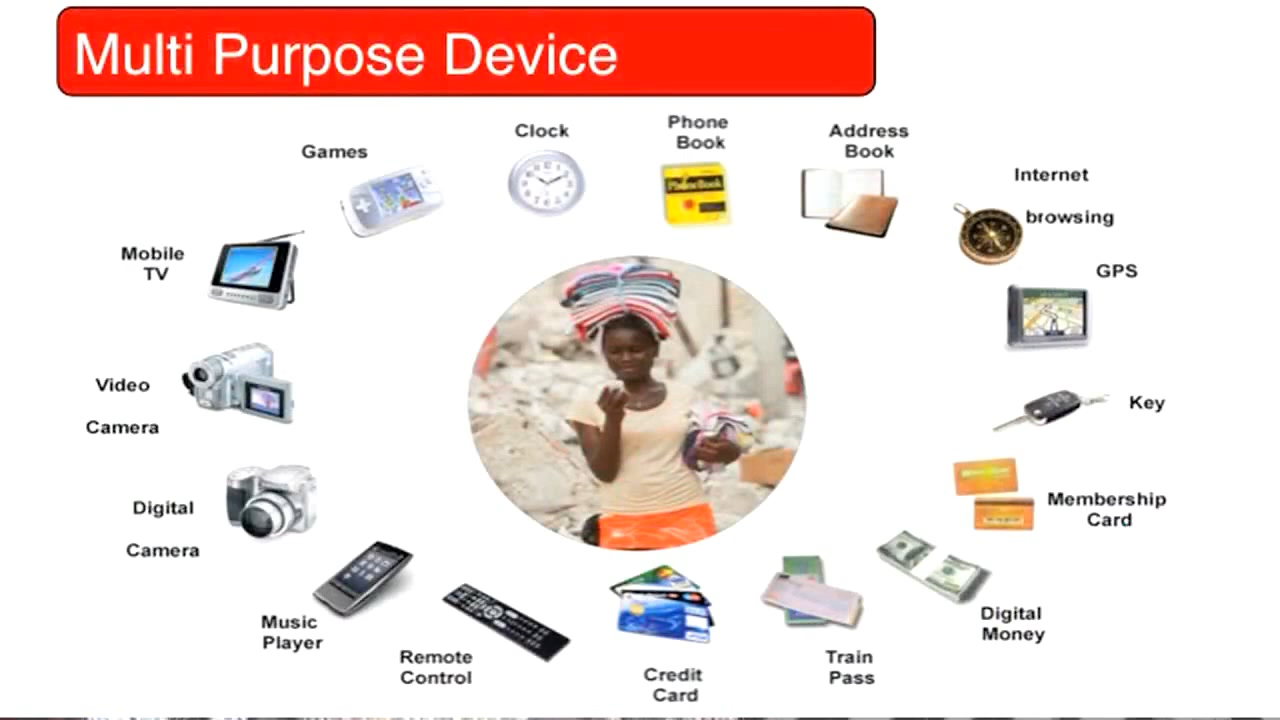 Multi Purpose Device
Clock
Phone
Book
Address
Book
Games
Internet
browsing
Mobile
TV
GPS
Video
Camera
Key
Digital
Camera
Membership
Card
Music
Player
Digital
Money
Remote
Control
Train
Pass
Credit
Card
PhoneBook